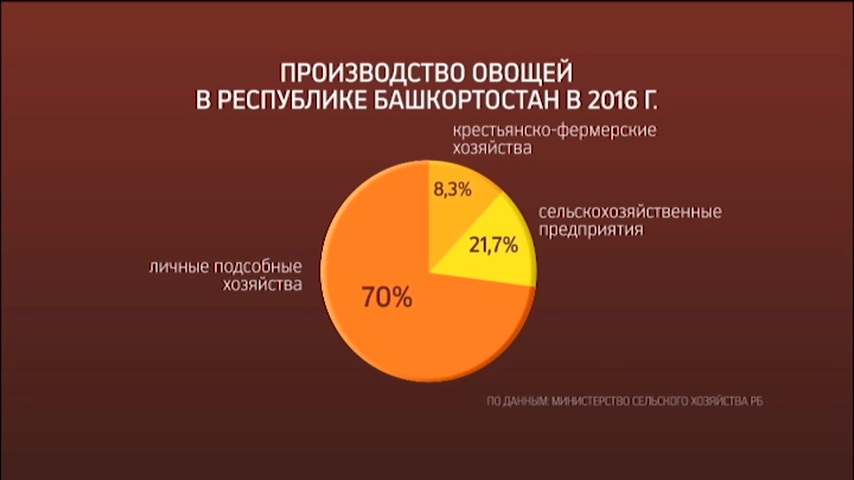 ПРОИЗВОДСТВО ОВОЩЕЙ
В РЕСПУБЛИКЕ БАШКОРТОСТАН В 2016 Г.
крестьянско-фермерские
хозяйства
8,3%
сельскохозяйственные
предприятия
21,7%
личные подсобные
хозяйства
70%
ПО ДАННЫМ: МИНИСТЕРСТВО СЕЛЬСКОГО ХОЗЯЙСТВА РБ